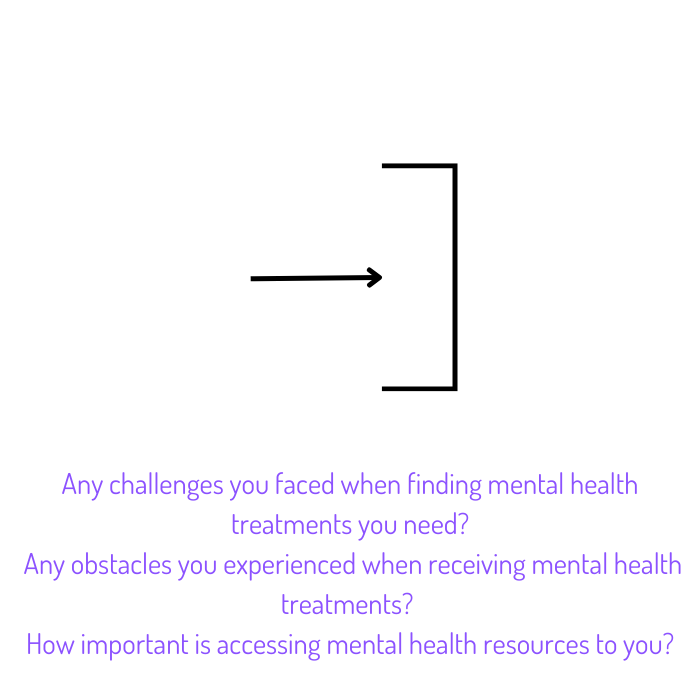 Any challenges you faced when finding mental health
treatments you need?
Any obstacles you experienced when receiving mental health
treatments?
How important is accessing mental health resources to you?